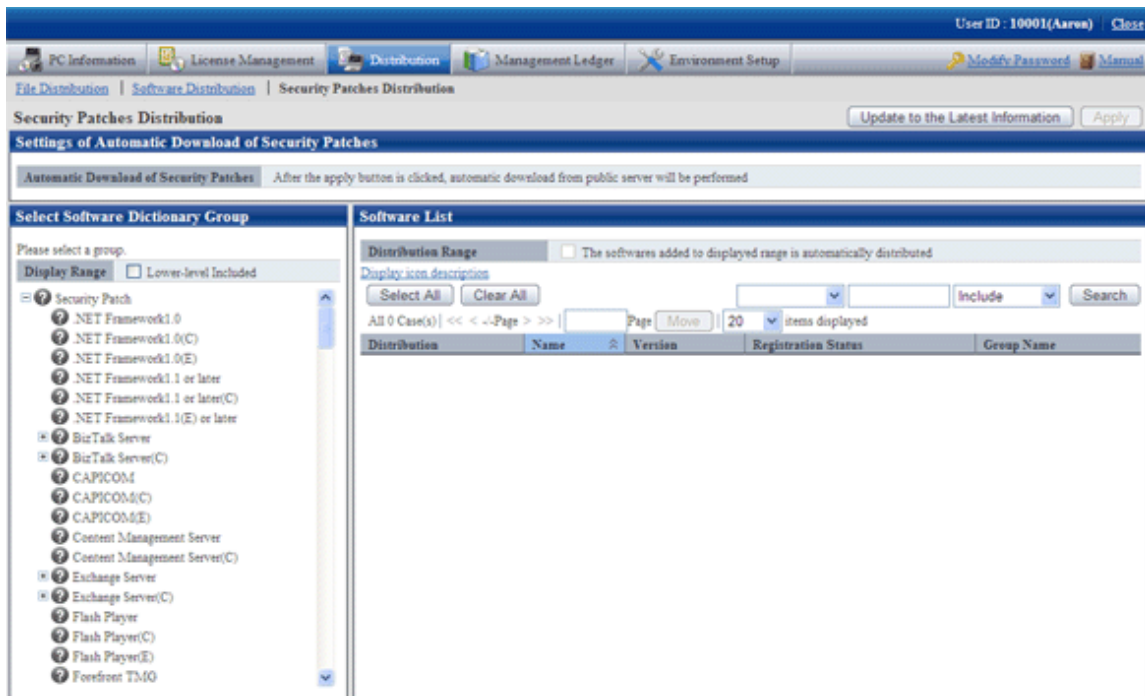 User ID : 10001(Aaron) Close
PC Information License Management Distribution Management Ledger Environment Setup Modify Password Manual
File Distribution | Software Distribution | Security Patches Distribution
Security Patches Distribution Update to the Latest Information Apply
Settings of Automatic Download of Security Patches
Automatic Download of Security Patches After the apply button is clicked, automatic download from public server will be performed
Select Software Dictionary Group
Please select a group.
Display Range Lower-level Included
Security Patch
.NET Framework1.0
.NET Framework1.0(C)
.NET Framework1.0(E)
.NET Framework1.1 or later
.NET Framework1.1 or later(C)
.NET Framework1.1(E) or later
BizTalk Server
BizTalk Server(C)
CAPICOM
CAPICOM(C)
CAPICOM(E)
Content Management Server
Content Management Server(C)
Exchange Server
Exchange Server(C)
Flash Player
Flash Player(C)
Flash Player(E)
Forefront TMG
Software List
Distribution Range The softwares added to displayed range is automatically distributed
Display icon description
Select All Clear All Include Search
All 0 Case(s) | << < -/-Page > >> | Page Move | 20 items displayed
Distribution Name Version Registration Status Group Name